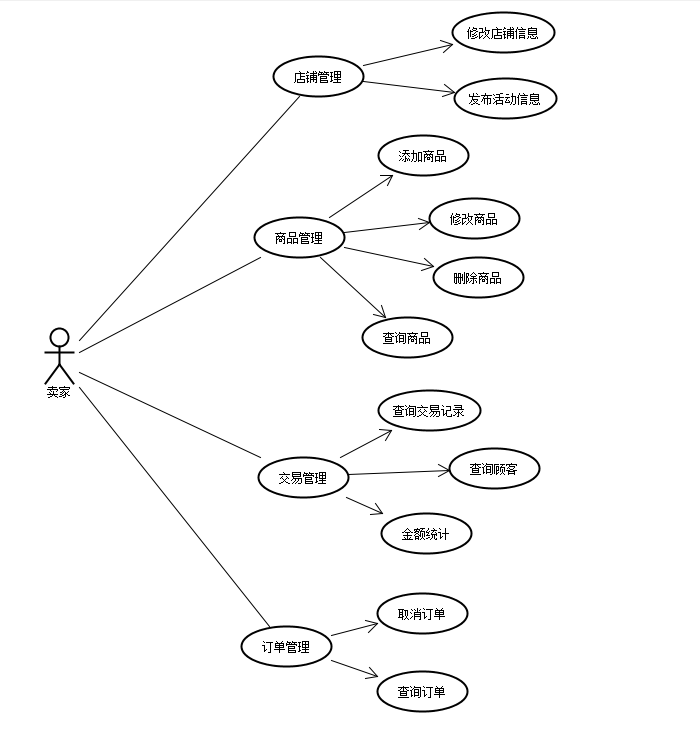 修改店铺信息
店铺管理
发布活动信息
添加商品
修改商品
商品管理
删除商品
查询商品
卖家
查询交易记录
查询顾客
交易管理
金额统计
取消订单
订单管理
查询订单